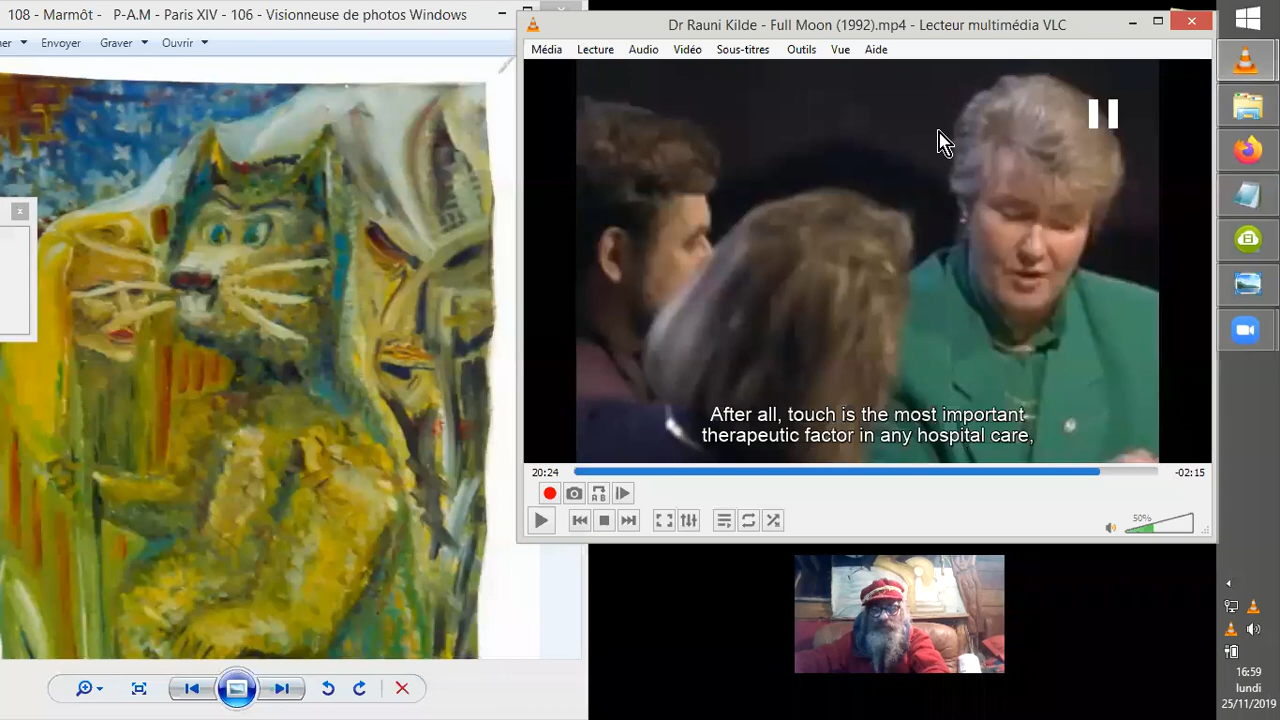 108 - Marmôt - P-A.M - Paris XIV - 106 - Visionneuse de photos Windows
Envoyer Graver Ouvrir
x
Dr Rauni Kilde - Full Moon (1992).mp4 - Lecteur multimédia VLC
Média Lecture Audio Vidéo Sous-titres Outils Vue Aide
After all, touch is the most important
therapeutic factor in any hospital care,
20:24 -02:15
50%
16:59
lundi
25/11/2019